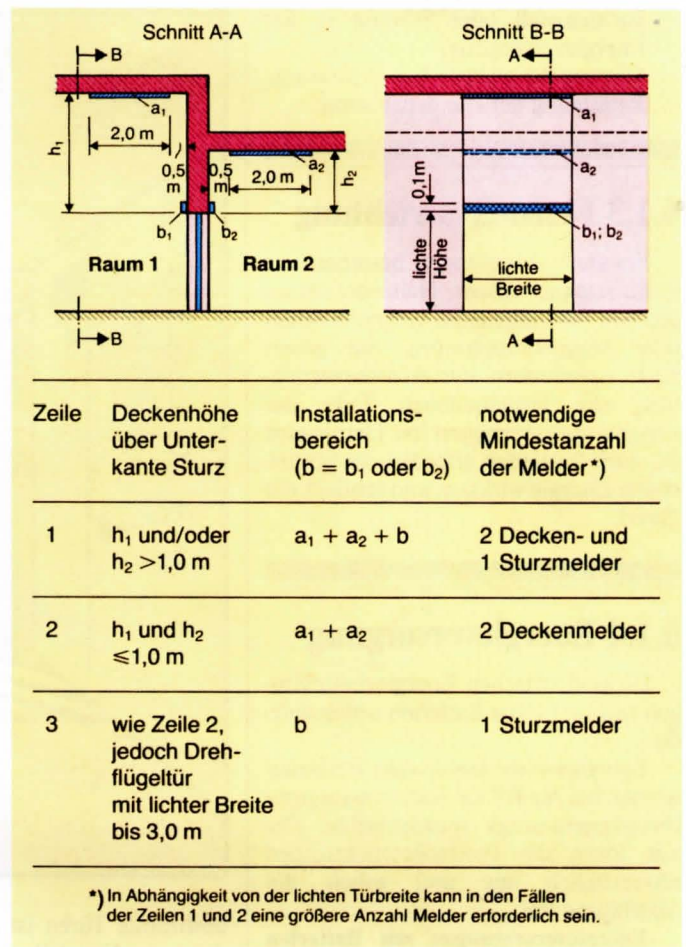 Schnitt A-A
Schnitt B-B
B
A
a₁
a₁
2,0 m
h₁
a₂
0,5 m
0,5 m
2,0 m
a₂
h₂
0,1 m
b₁
b₂
b₁; b₂
Raum 1
Raum 2
lichte Höhe
lichte
Breite
B
A
Zeile Deckenhöhe Installations- notwendige
über Unter- bereich Mindestanzahl
kante Sturz (b = b₁ oder b₂) der Melder*)
1 h₁ und/oder a₁ + a₂ + b 2 Decken- und
h₂ >1,0 m 1 Sturzmelder
2 h₁ und h₂ a₁ + a₂ 2 Deckenmelder
≤1,0 m
3 wie Zeile 2, b 1 Sturzmelder
jedoch Dreh-
flügeltür
mit lichter Breite
bis 3,0 m
*) In Abhängigkeit von der lichten Türbreite kann in den Fällen
der Zeilen 1 und 2 eine größere Anzahl Melder erforderlich sein.